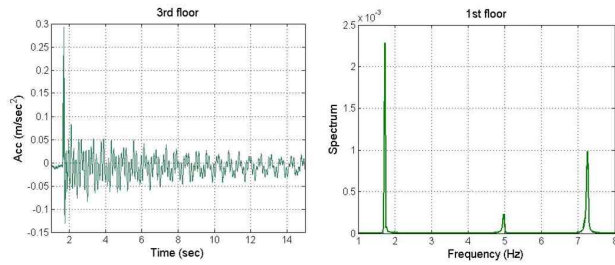 3rd floor
Acc (m/sec²)
0.3
0.25
0.2
0.15
0.1
0.05
0
-0.05
-0.1
-0.15
2 4 6 8 10 12 14
Time (sec)
1st floor
x 10⁻³
Spectrum
2.5
2
1.5
1
0.5
0
1 2 3 4 5 6 7 8
Frequency (Hz)